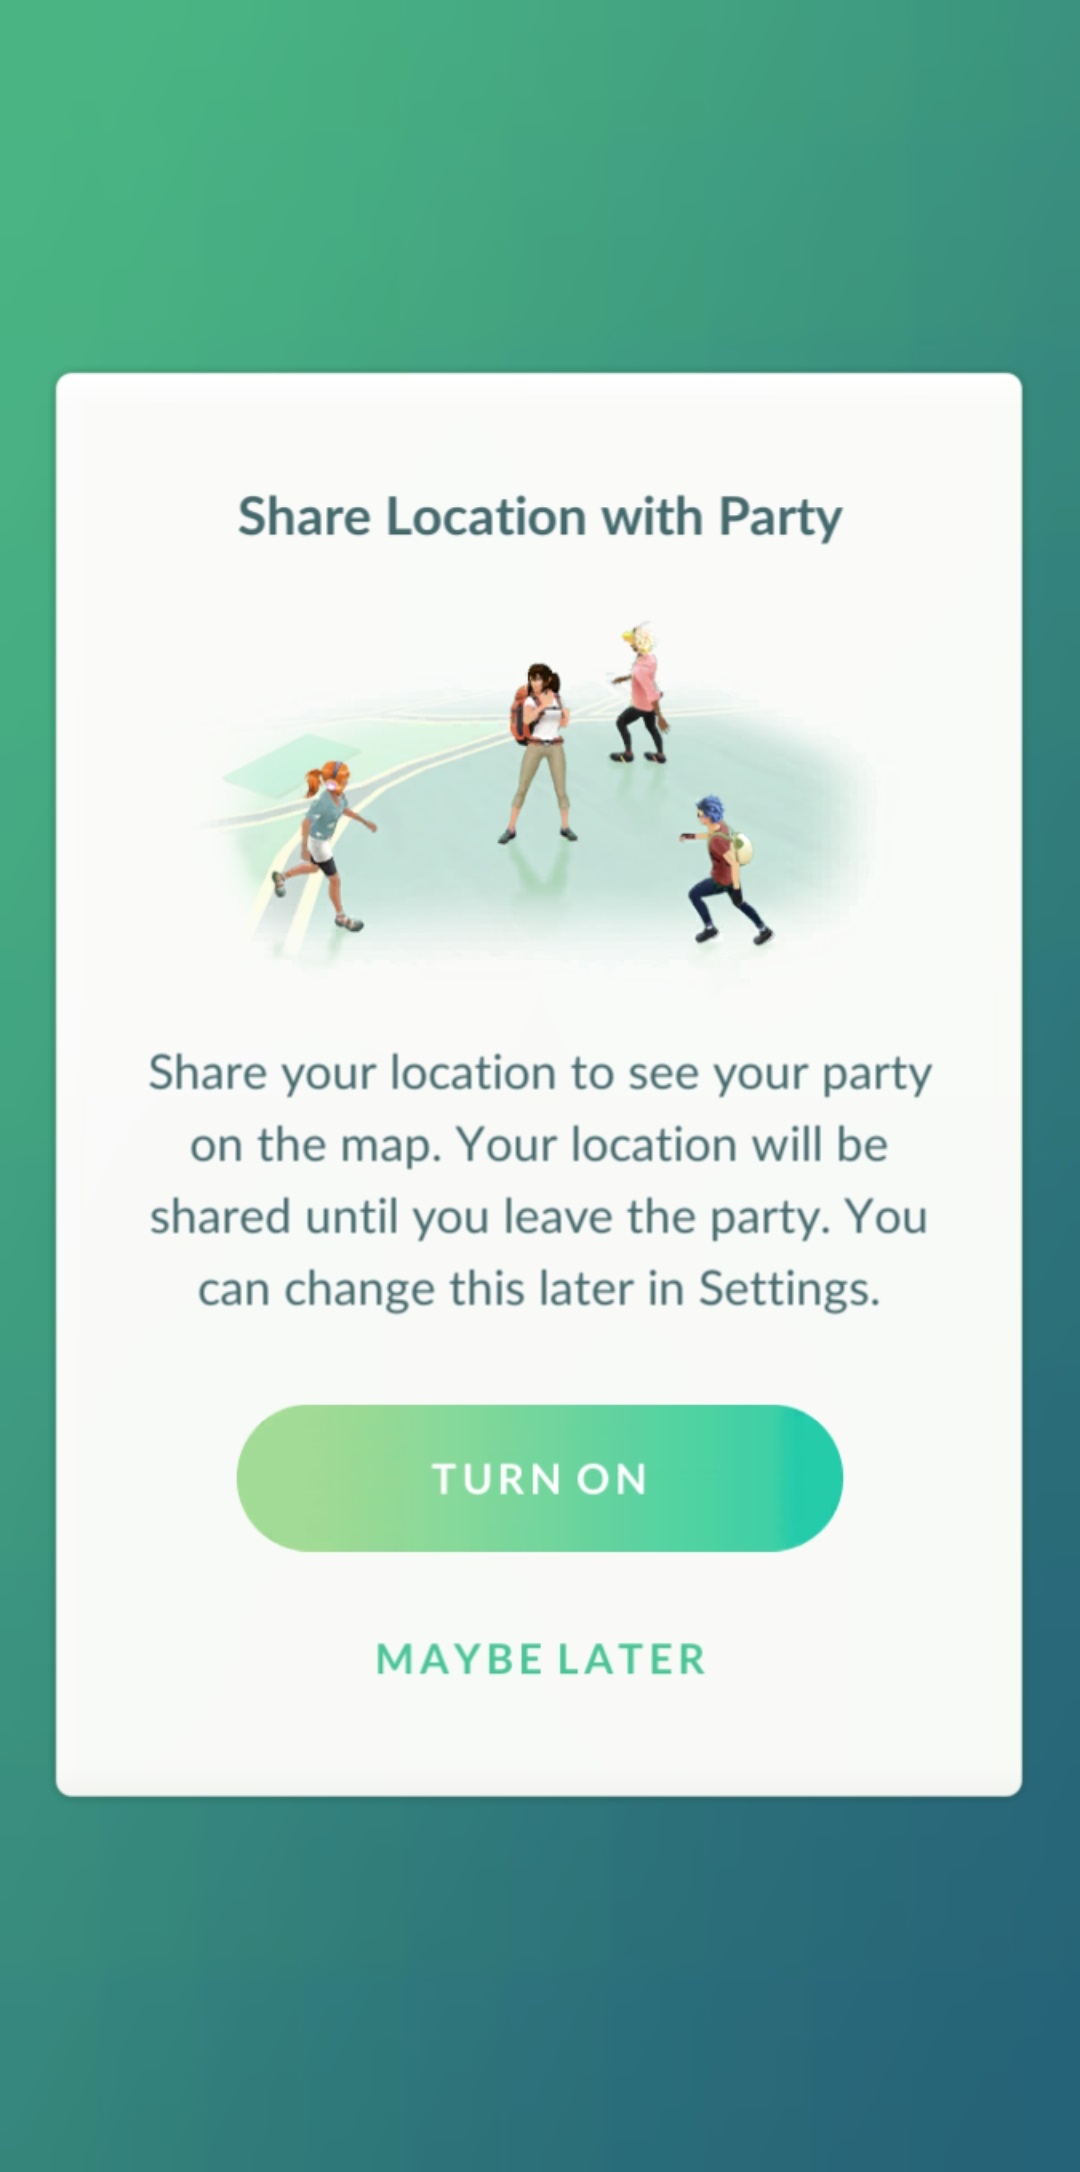 Share Location with Party
Share your location to see your party
on the map. Your location will be
shared until you leave the party. You
can change this later in Settings.
TURN ON
MAYBE LATER